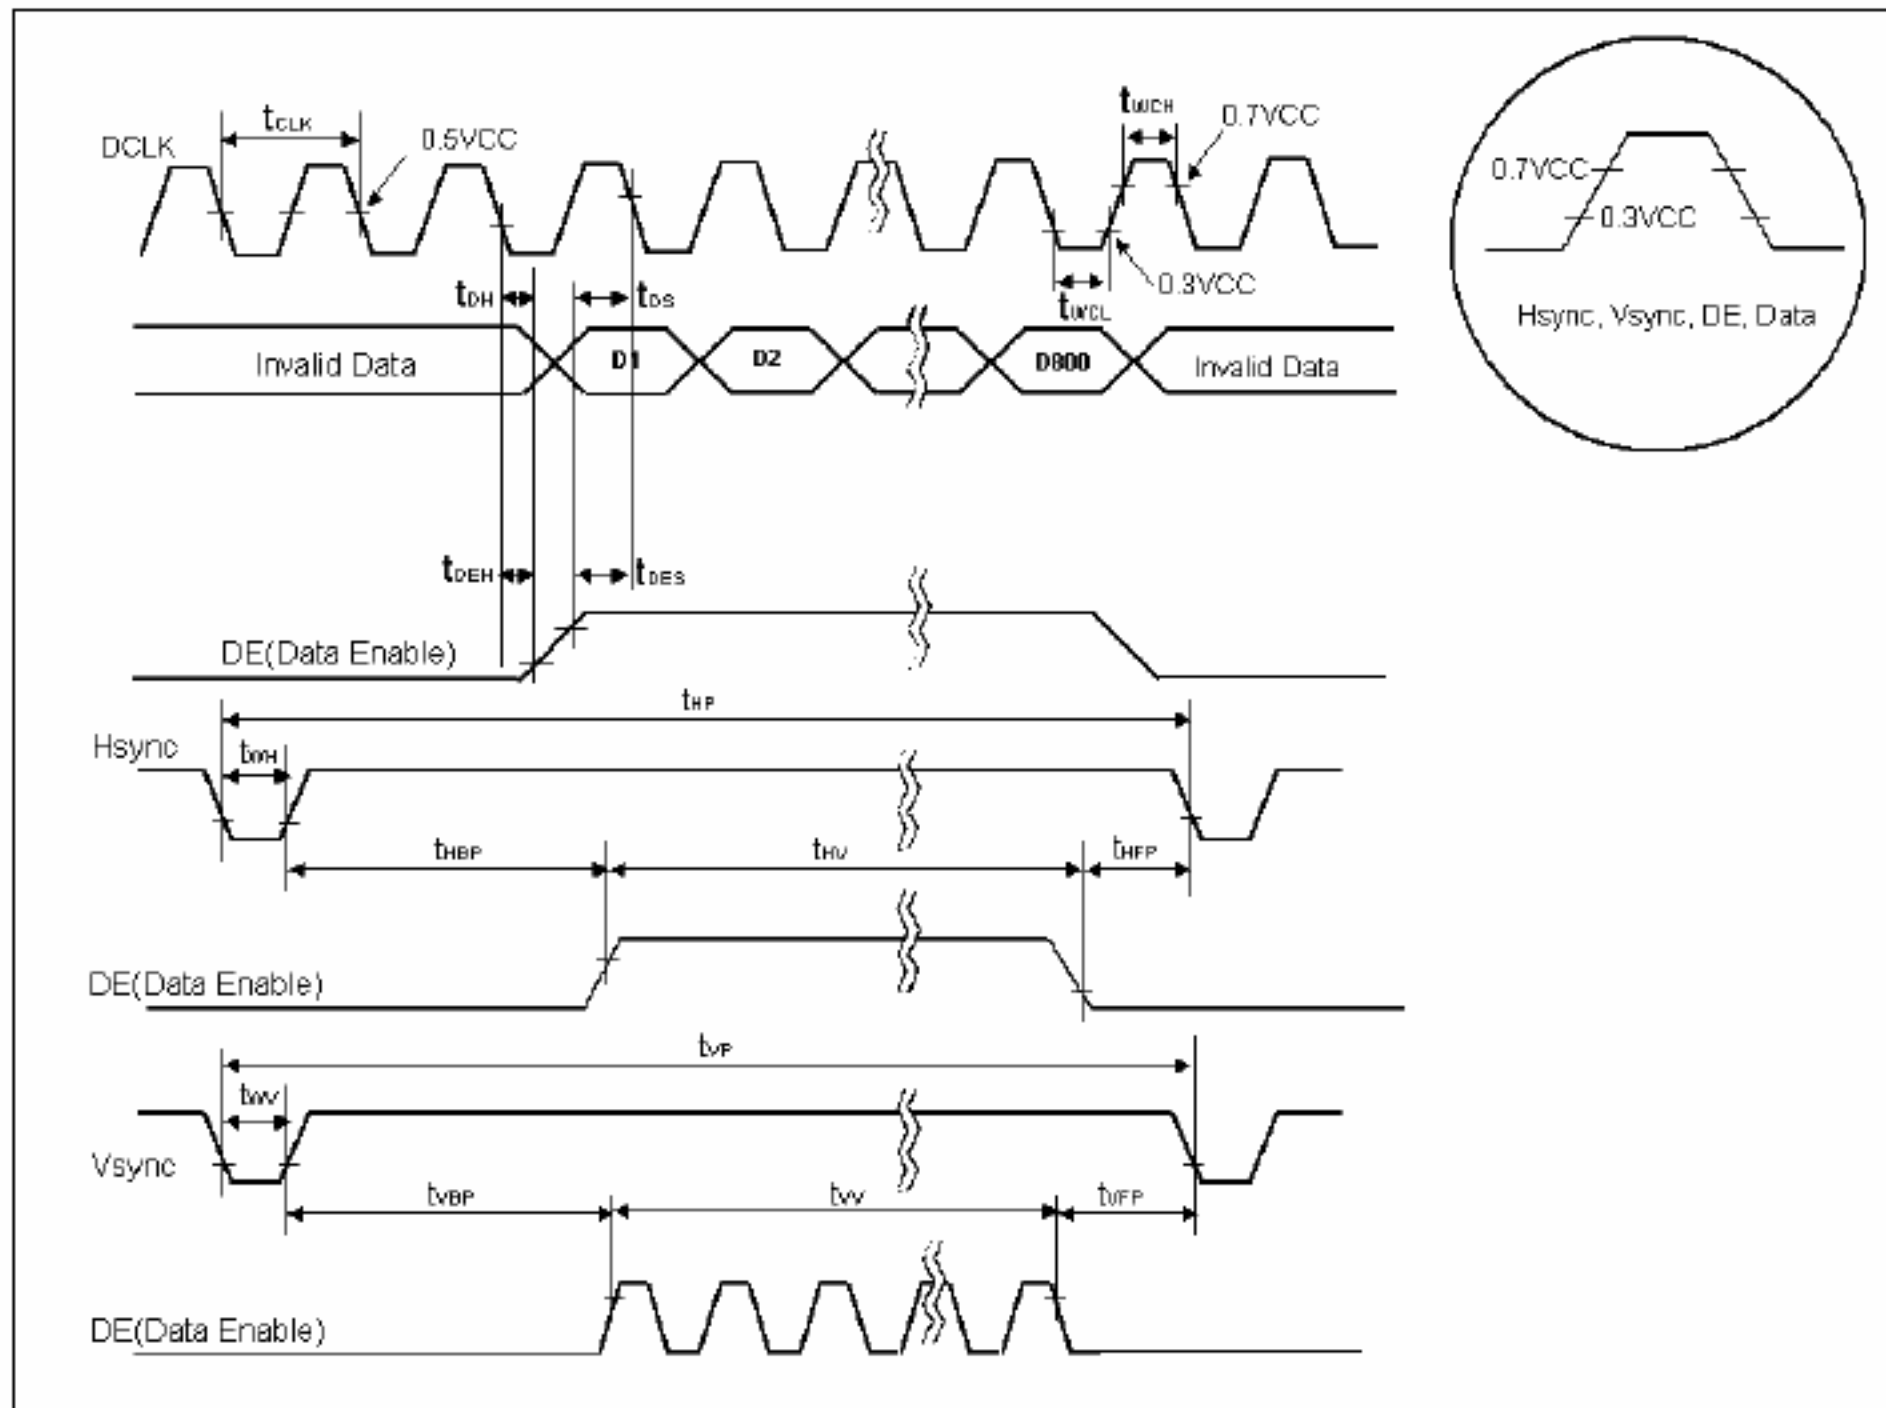 tCLK
DCLK
0.5VCC
tWCH
0.7VCC
0.7VCC
0.3VCC
Hsync, Vsync, DE, Data
tDH
tDS
0.3VCC
tWCL
Invalid Data
D1
D2
D800
Invalid Data
tDEH
tDES
DE(Data Enable)
tHP
Hsync
tWH
tHBP
tHV
tHFP
DE(Data Enable)
tVP
tWV
Vsync
tVBP
tVV
tVFP
DE(Data Enable)